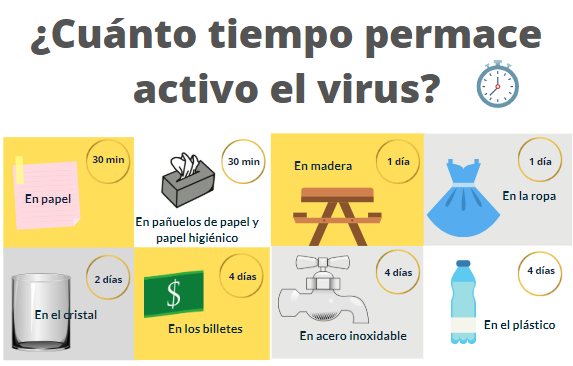 ¿Cuánto tiempo permace
activo el virus?
30 min
En papel
30 min
En pañuelos de papel y
papel higiénico
1 día
En madera
1 día
En la ropa
2 días
En el cristal
4 días
$
En los billetes
4 días
En acero inoxidable
4 días
En el plástico